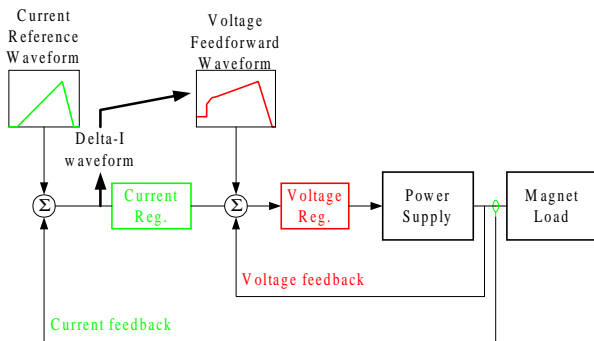 Current
Reference
Waveform
Voltage
Feedforward
Waveform
Delta-I
waveform
Σ
Current
Reg.
Σ
Voltage
Reg.
Power
Supply
Magnet
Load
Voltage feedback
Current feedback